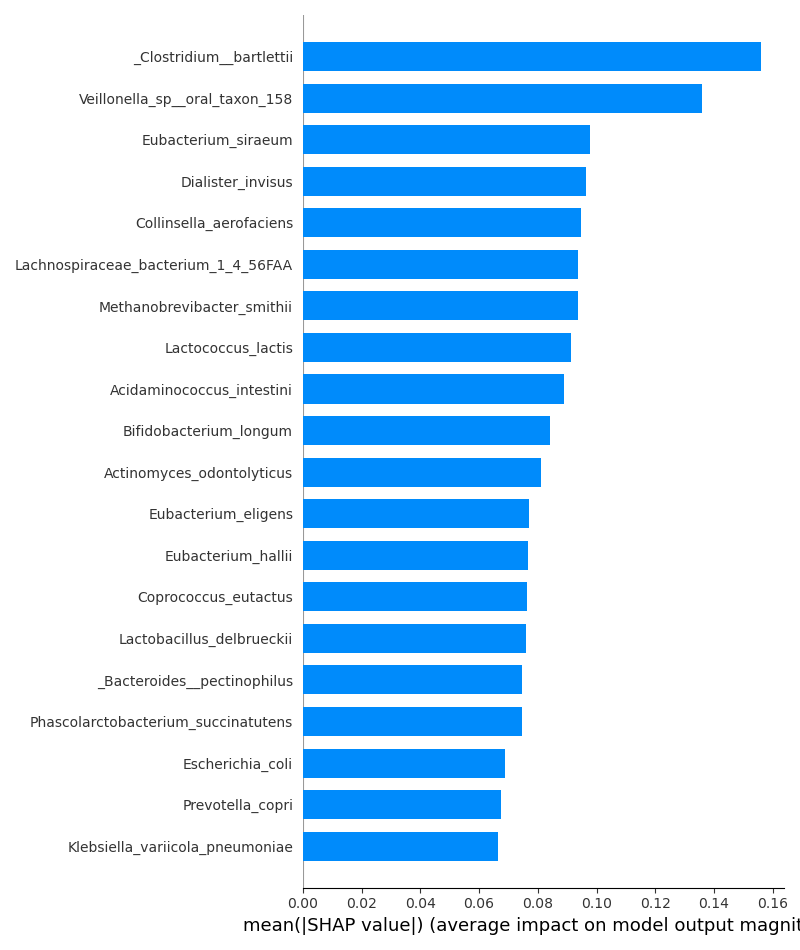 _Clostridium__bartlettii
Veillonella_sp__oral_taxon_158
Eubacterium_siraeum
Dialister_invisus
Collinsella_aerofaciens
Lachnospiraceae_bacterium_1_4_56FAA
Methanobrevibacter_smithii
Lactococcus_lactis
Acidaminococcus_intestini
Bifidobacterium_longum
Actinomyces_odontolyticus
Eubacterium_eligens
Eubacterium_hallii
Coprococcus_eutactus
Lactobacillus_delbrueckii
_Bacteroides__pectinophilus
Phascolarctobacterium_succinatutens
Escherichia_coli
Prevotella_copri
Klebsiella_variicola_pneumoniae
0.00 0.02 0.04 0.06 0.08 0.10 0.12 0.14 0.16
mean(|SHAP value|) (average impact on model output magnit